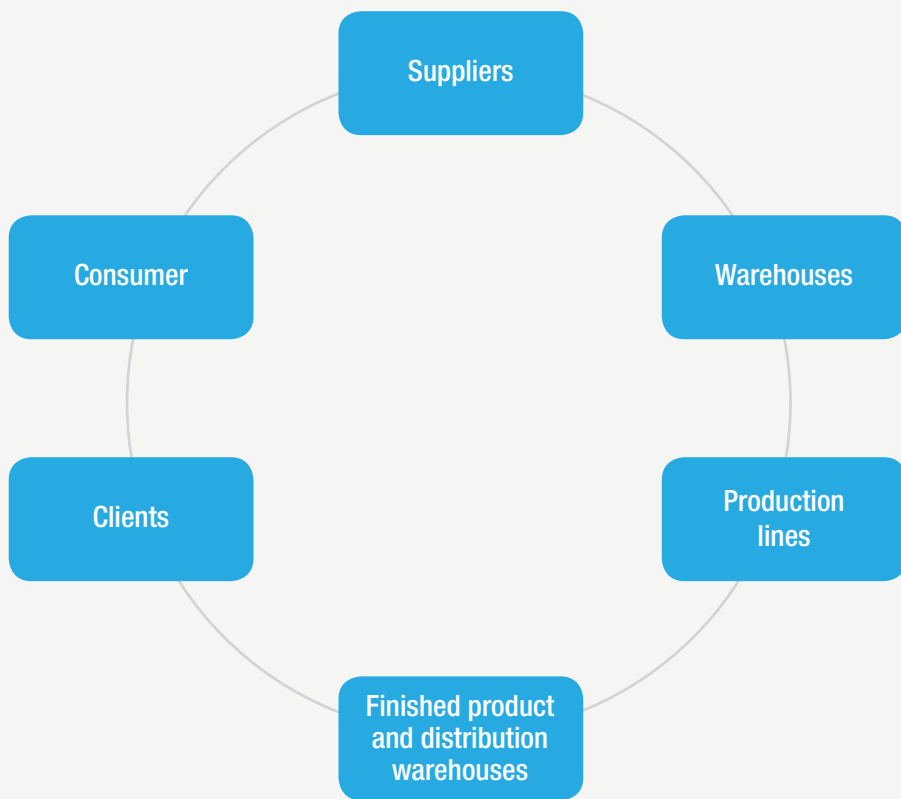 Suppliers
Consumer
Warehouses
Clients
Production
lines
Finished product
and distribution
warehouses